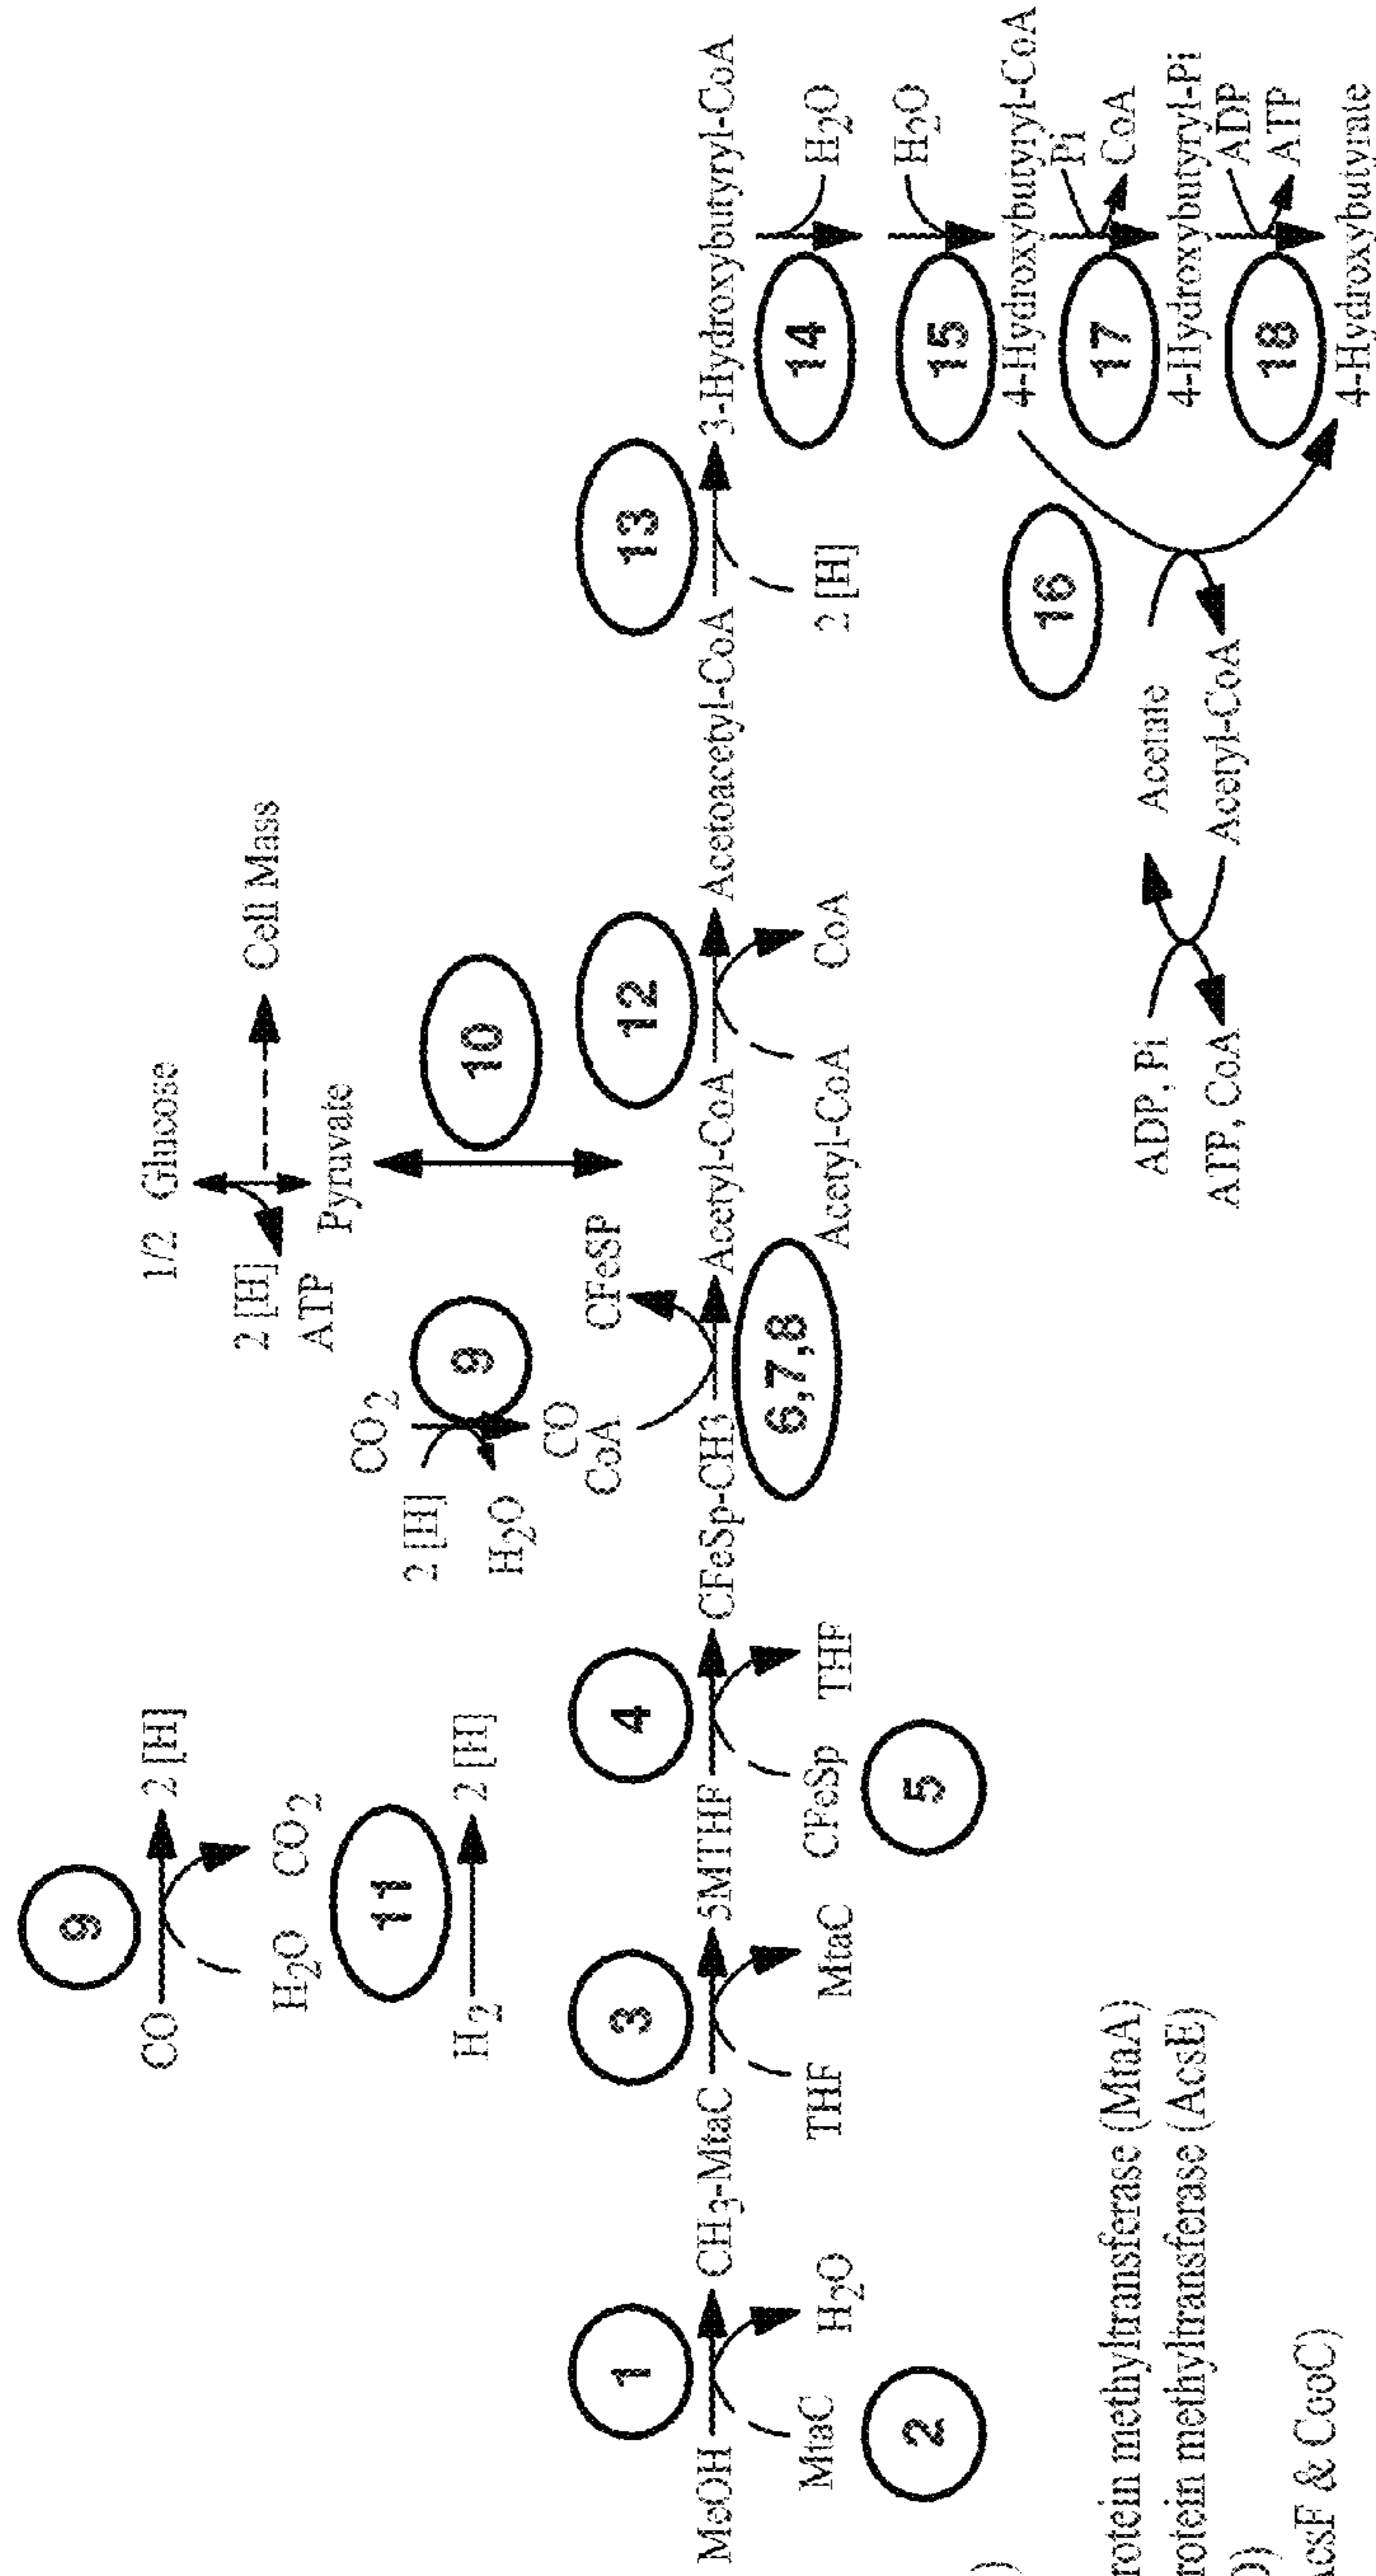 9
CO
2 [H]
H2O
CO2
11
H2
2 [H]
1/2 Glucose
2 [H]
ATP
Cell Mass
Pyruvate
CO2
9
2 [H]
H2O
CO
CoA
CFeSP
10
1
3
4
12
13
MeOH
CH3-MtaC
5MTHF
CFeSp-CH3
Acetyl-CoA
Acetoacetyl-CoA
3-Hydroxybutyryl-CoA
MtaC
H2O
THF
MtaC
CFeSp
THF
6,7,8
Acetyl-CoA
CoA
2 [H]
2
5
14
H2O
15
H2O
4-Hydroxybutyryl-CoA
16
17
Pi
CoA
4-Hydroxybutyryl-Pi
ADP, Pi
Acetate
ATP, CoA
Acetyl-CoA
18
ADP
ATP
4-Hydroxybutyrate
)
rotein methyltransferase (MtaA)
rotein methyltransferase (AcsE)
)
AcsF & CooC)